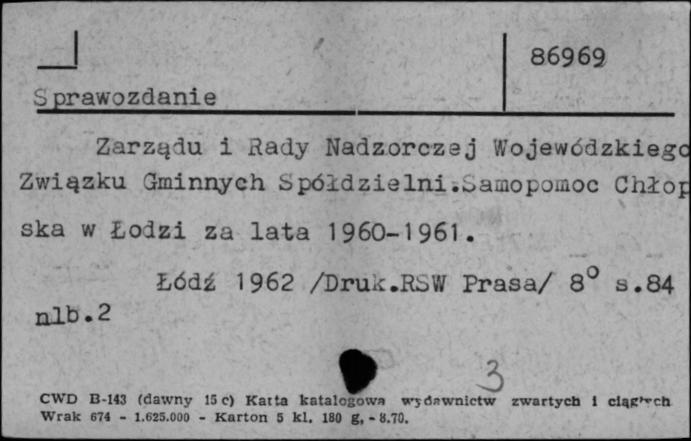 86969
Sprawozdanie
Zarządu i Rady Nadzorczej Wojewódzkiego
Związku Gminnych Spółdzielni.Samopomoc Chłop
ska w Łodzi za lata 1960-1961.
Łódź 1962 /Druk.RSW Prasa/ 8° s.84
nlb.2
3
CWD B-143 (dawny 15 c) Karta katalogowa wydawnictw zwartych i ciągłych
Wrak 674 - 1.625.000 - Karton 5 kl. 180 g, - 8.70.